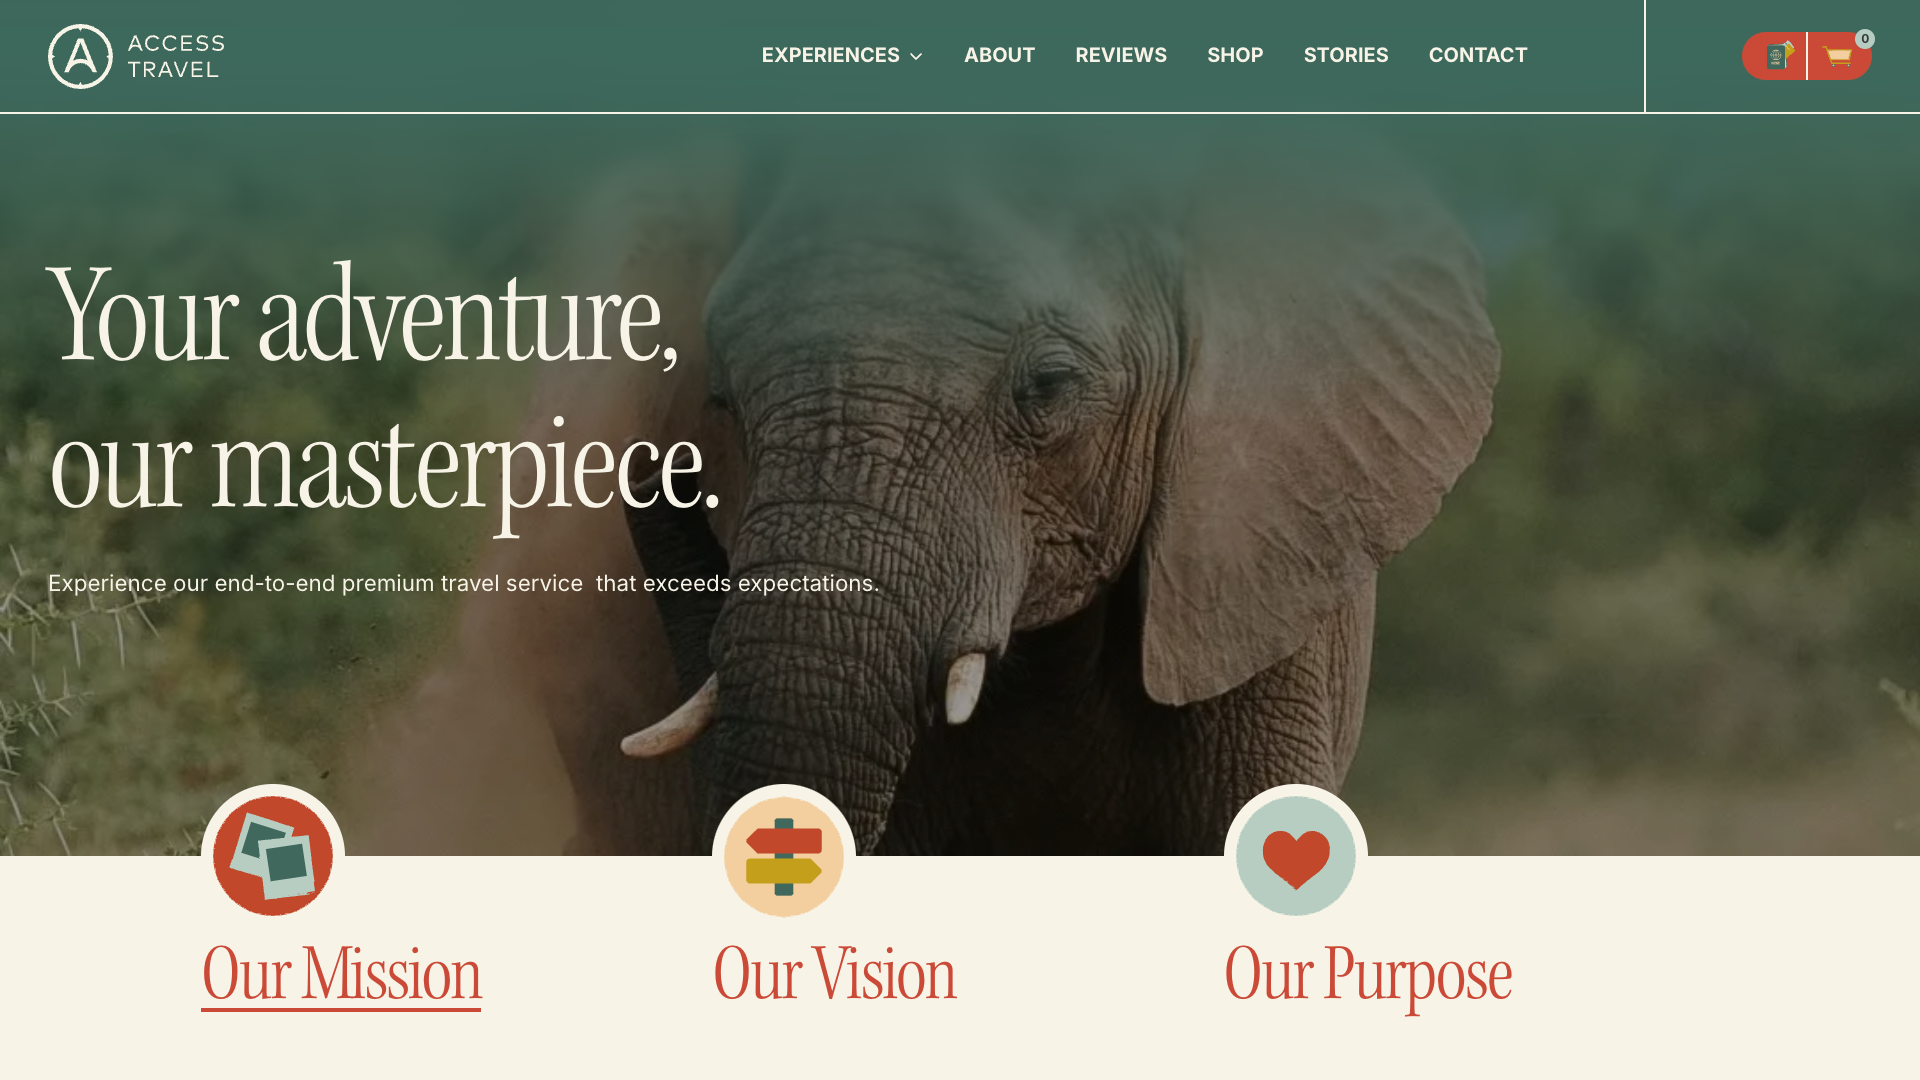 ACCESS
TRAVEL
EXPERIENCES ABOUT REVIEWS SHOP STORIES CONTACT
0
Your adventure,
our masterpiece.
Experience our end-to-end premium travel service  that exceeds expectations.
Our Mission
Our Vision
Our Purpose